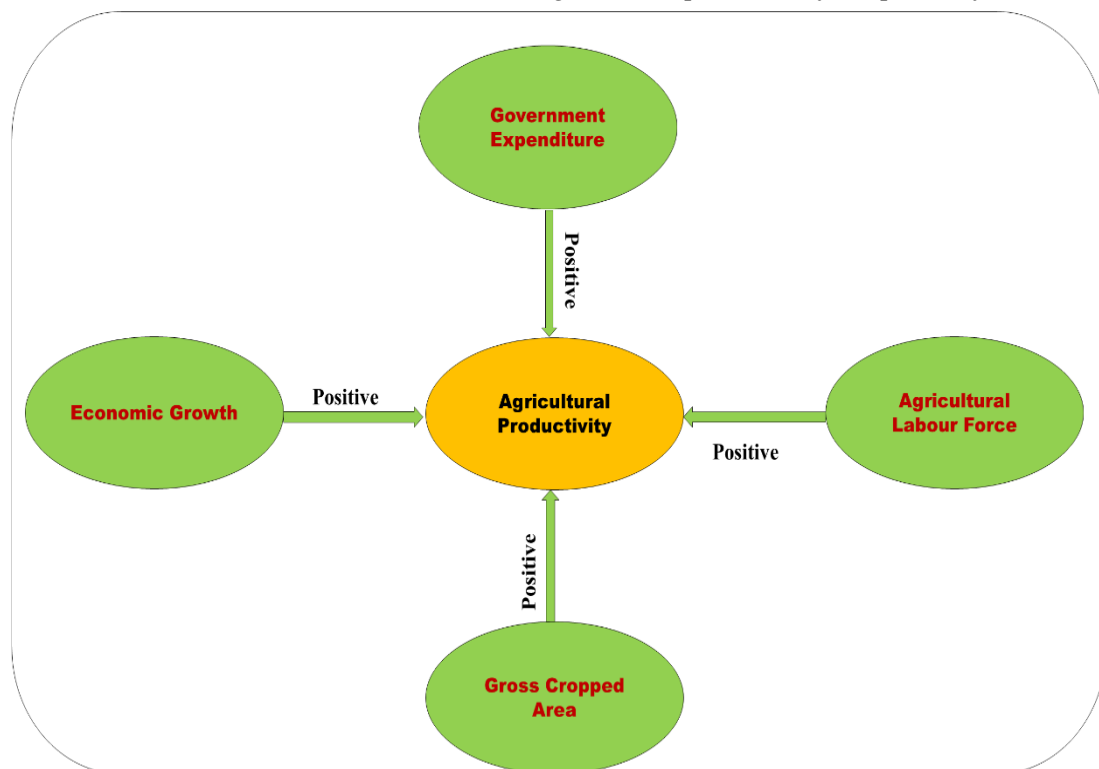 Government
Expenditure
Positive
Economic Growth
Positive
Agricultural
Productivity
Positive
Agricultural
Labour Force
Positive
Gross Cropped
Area